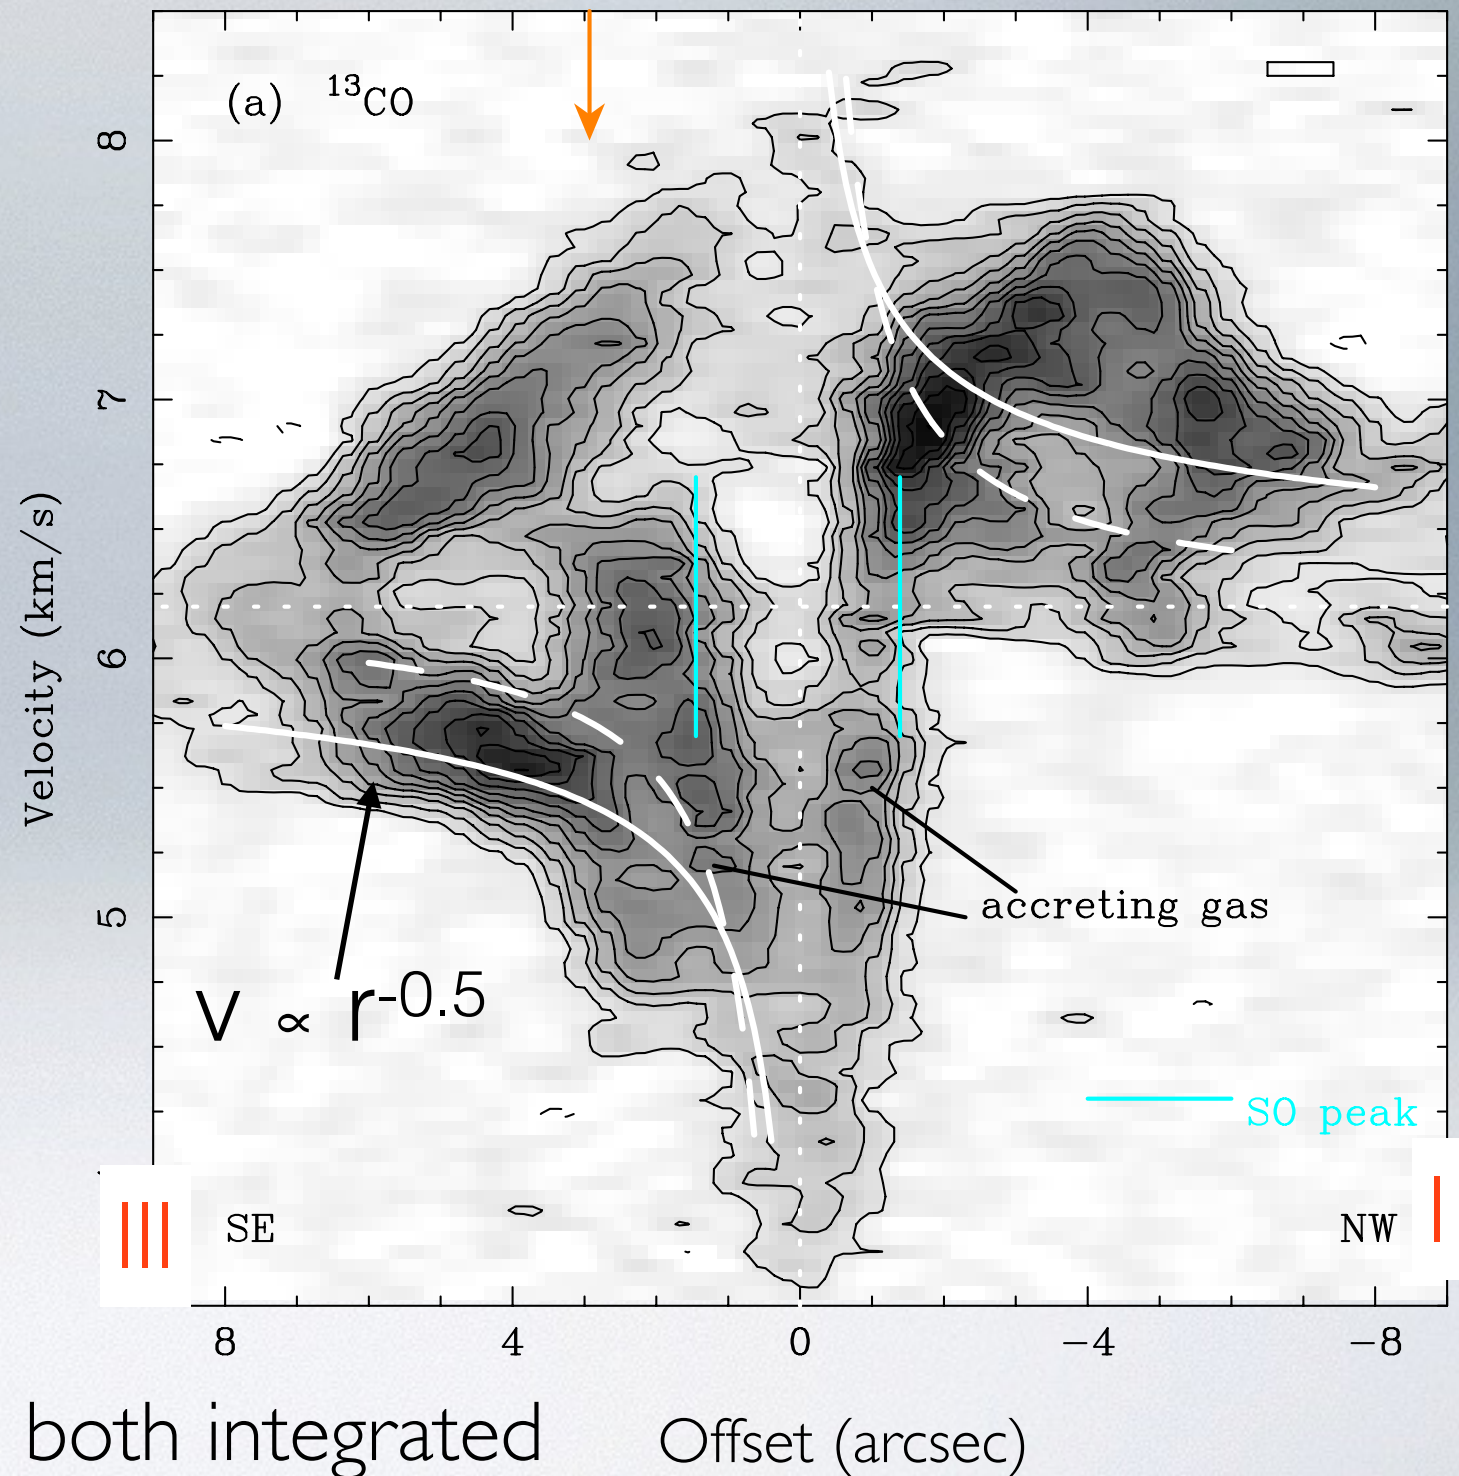 (a) ¹³CO
8
7
6
5
Velocity (km/s)
accreting gas
V ∝ r-0.5
SO peak
SE
NW
8 4 0 −4 −8
both integrated
Offset (arcsec)